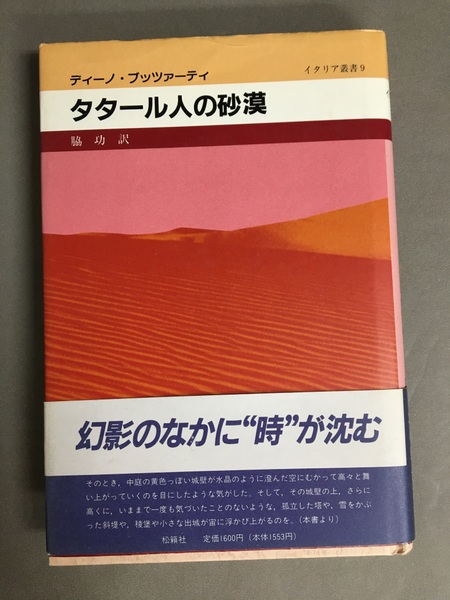 ディーノ・ブッツァーティ
イタリア叢書9
タタール人の砂漠
脇 功 訳
幻影のなかに“時”が沈む
そのとき，中庭の黄色っぽい城壁が水晶のように澄んだ空にむかって高々と舞
い上がっていくのを目にしたような気がした。そして，その城壁の上，さらに
高くに，いままで一度も気づいたことのないような，孤立した塔や，雪をかぶ
った斜堤や，稜堡や小さな出城が宙に浮かび上がるのを。（本書より）
松籟社 定価1600円（本体1553円）